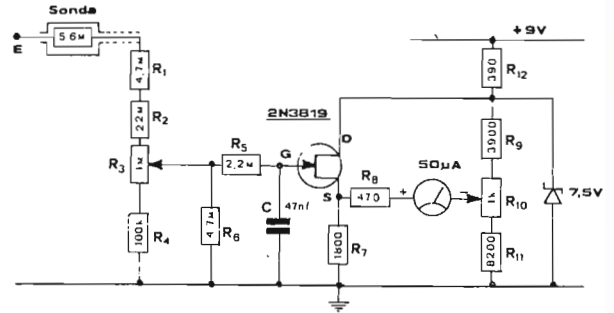 Sonda
+9V
5.6M
E
4.7M
R1
390
R12
22M
R2
2N3819
D
3900
R9
R3
1M
R5
2.2M
G
50µA
R8
S
470
+
−
1k
R10
7,5V
C
47nf
100k
R4
4.7M
R6
1800
R7
8200
R11